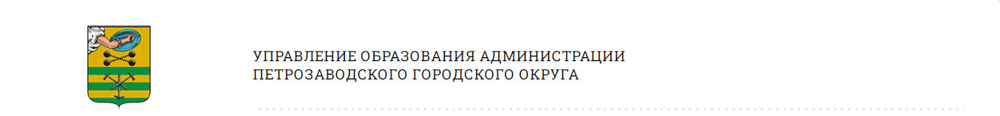 УПРАВЛЕНИЕ ОБРАЗОВАНИЯ АДМИНИСТРАЦИИ
ПЕТРОЗАВОДСКОГО ГОРОДСКОГО ОКРУГА